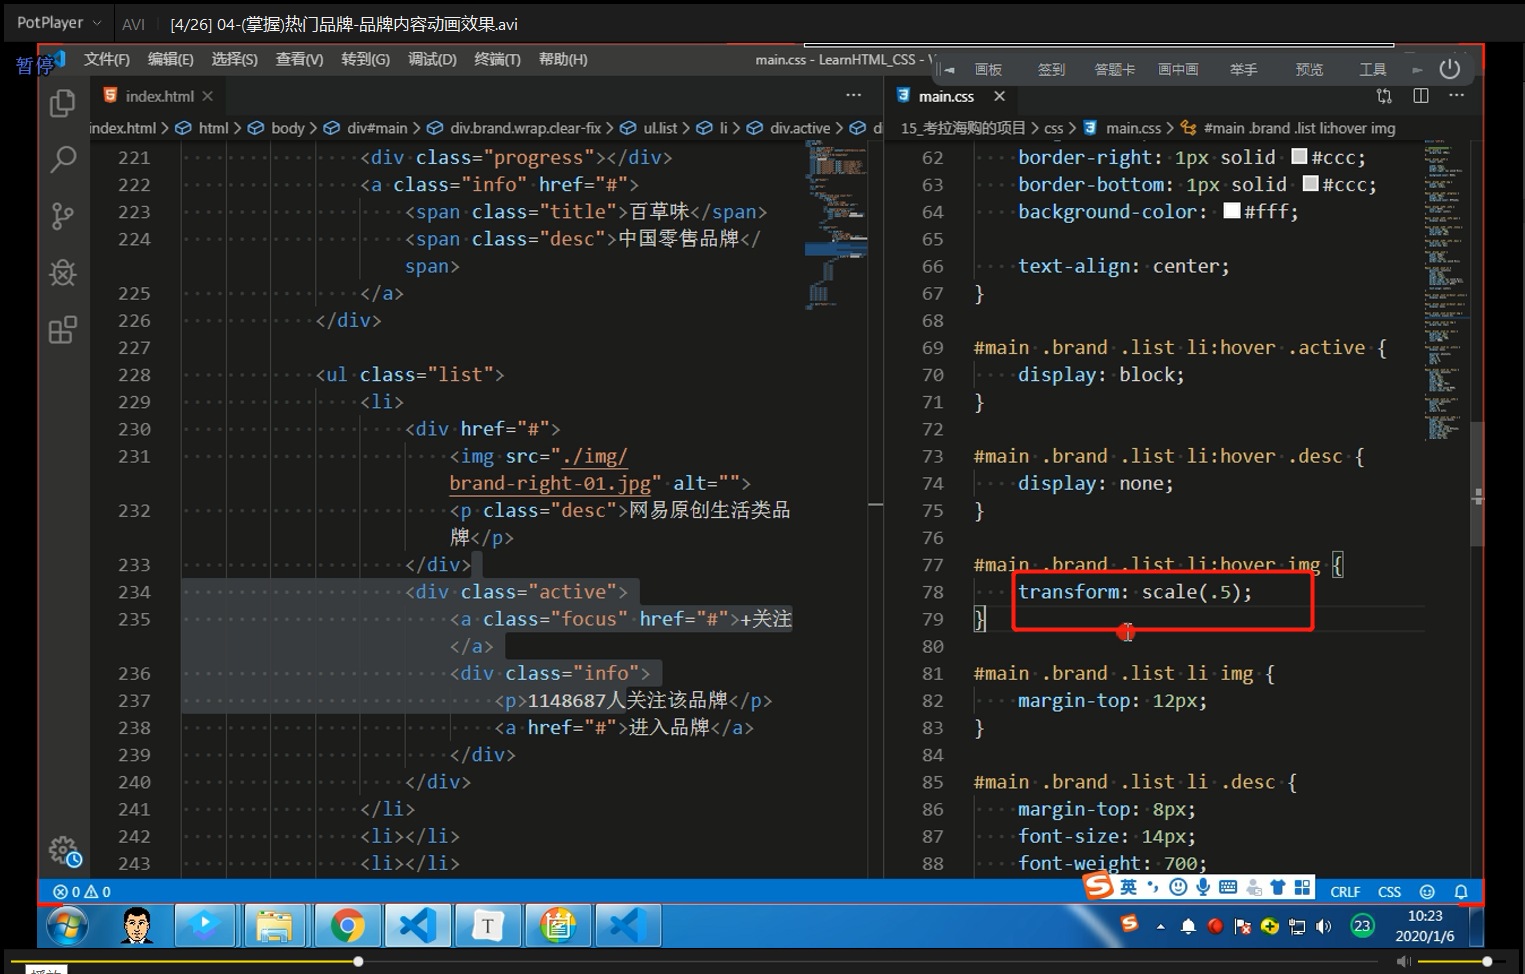 PotPlayer AVI [4/26] 04-(掌握)热门品牌-品牌内容动画效果.avi
暂停
文件(F) 编辑(E) 选择(S) 查看(V) 转到(G) 调试(D) 终端(T) 帮助(H) main.css - LearnHTML_CSS - V
画板 签到 答题卡 画中画 举手 预览 工具
index.html
main.css
index.html > html > body > div#main > div.brand.wrap.clear-fix > ul.list > li > div.active > d
15_考拉海购的项目 > css > main.css > #main .brand .list li:hover img
221 <div class="progress"></div>
222 <a class="info" href="#">
223 <span class="title">百草味</span>
224 <span class="desc">中国零售品牌</
span>
225 </a>
226 </div>
227
228 <ul class="list">
229 <li>
230 <div href="#">
231 <img src="./img/
brand-right-01.jpg" alt="">
232 <p class="desc">网易原创生活类品
牌</p>
233 </div>
234 <div class="active">
235 <a class="focus" href="#">+关注
</a>
236 <div class="info">
237 <p>1148687人关注该品牌</p>
238 <a href="#">进入品牌</a>
239 </div>
240 </div>
241 </li>
242 <li></li>
243 <li></li>
62 border-right: 1px solid #ccc;
63 border-bottom: 1px solid #ccc;
64 background-color: #fff;
65
66 text-align: center;
67 }
68
69 #main .brand .list li:hover .active {
70 display: block;
71 }
72
73 #main .brand .list li:hover .desc {
74 display: none;
75 }
76
77 #main .brand .list li:hover img {
78 transform: scale(.5);
79 }
80
81 #main .brand .list li img {
82 margin-top: 12px;
83 }
84
85 #main .brand .list li .desc {
86 margin-top: 8px;
87 font-size: 14px;
88 font-weight: 700;
0 0
英
CRLF CSS
T
23
10:23
2020/1/6
播放